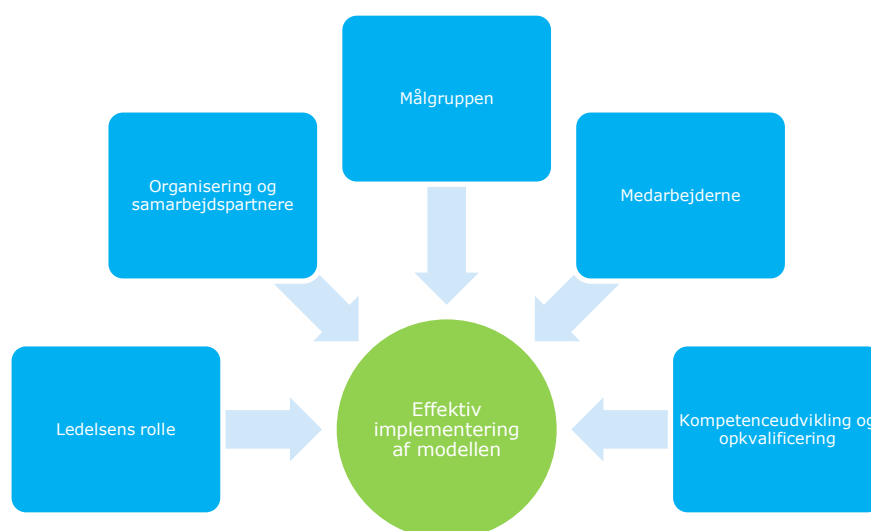 Målgruppen
Organisering og
samarbejdspartnere
Medarbejderne
Ledelsens rolle
Effektiv
implementering
af modellen
Kompetenceudvikling og
opkvalificering